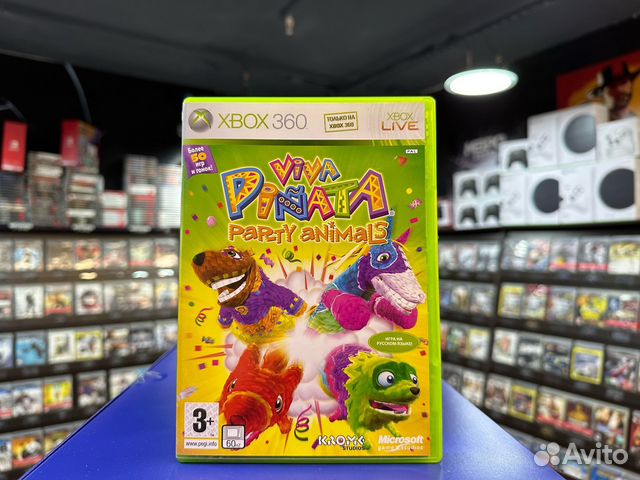 XBOX 360
ТОЛЬКО НА
XBOX 360
XBOX
LIVE
PAL
Более
50
игр
и гонок!
VIVA
PIÑATA
PARTY ANIMALS
ИГРА НА
РУССКОМ ЯЗЫКЕ!
3+
www.pegi.info
60
KROME
STUDIOS
Microsoft
game studios
Avito